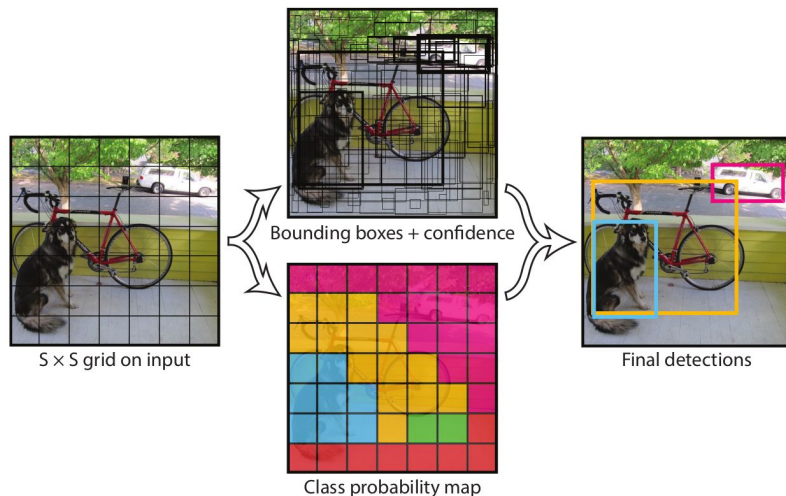 Bounding boxes + confidence
S × S grid on input
Final detections
Class probability map